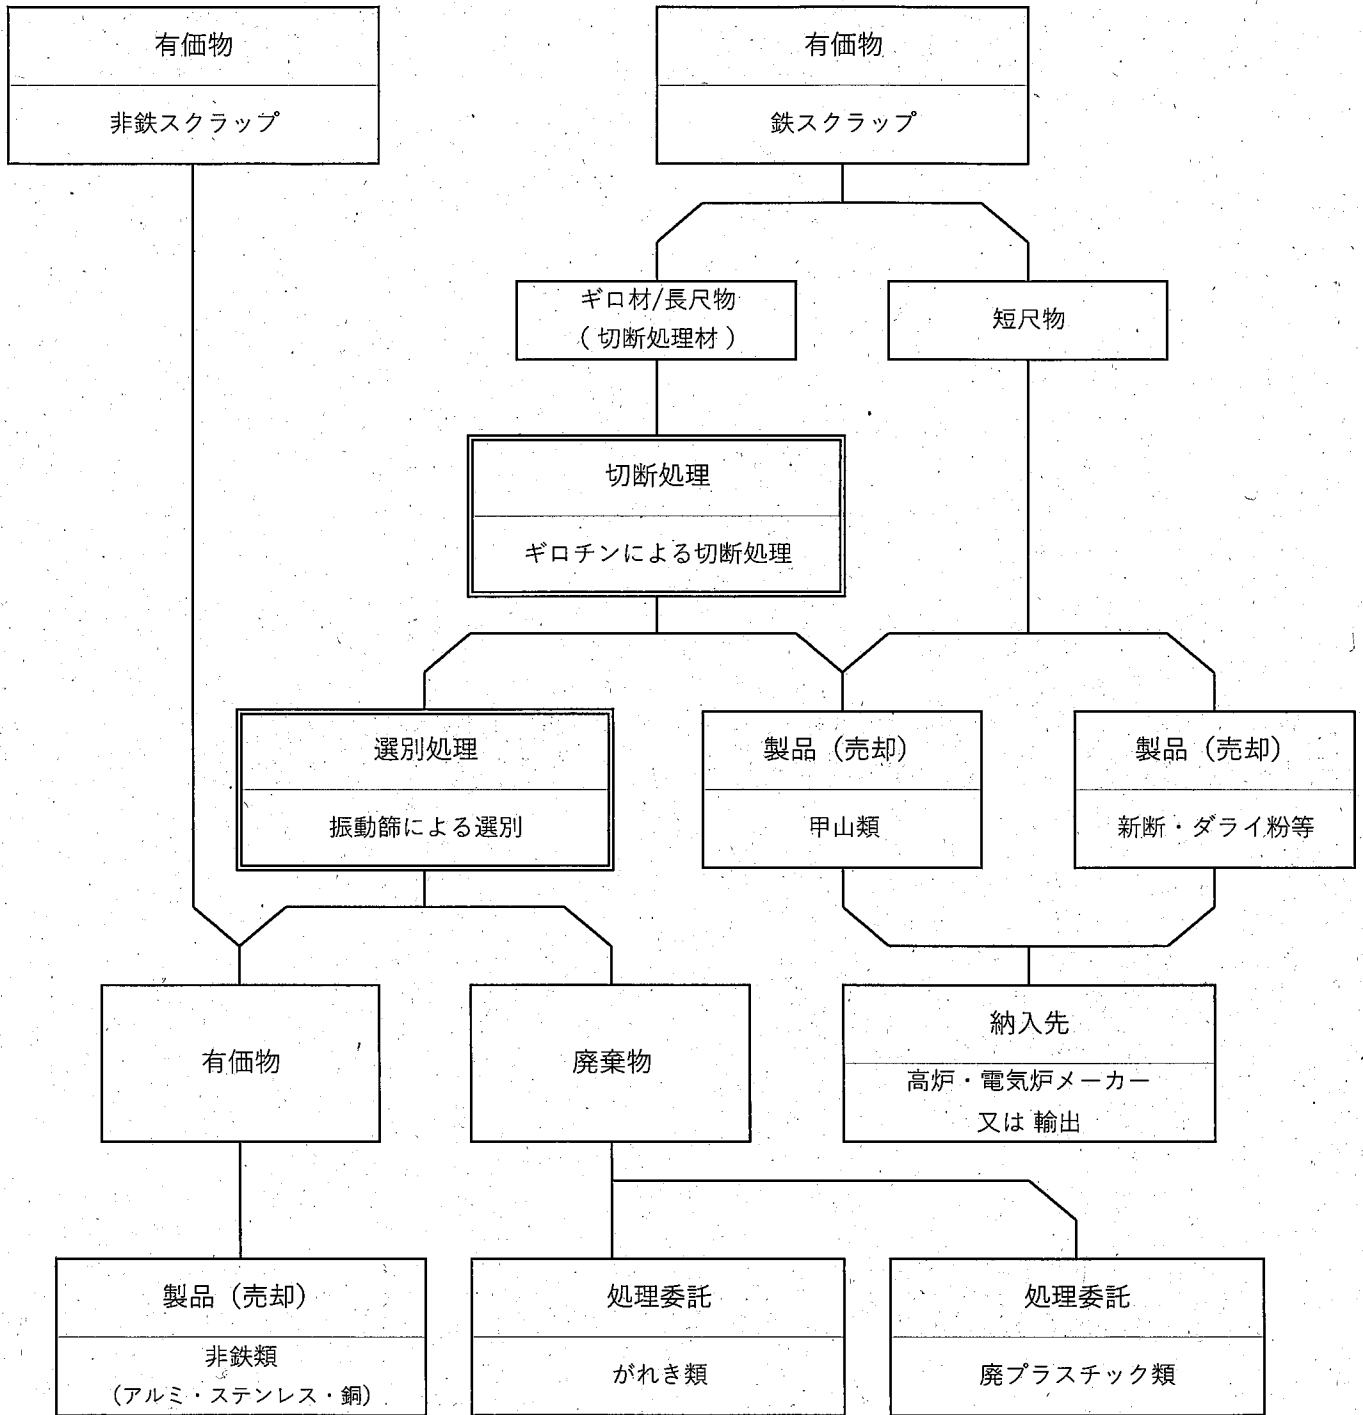 有価物
非鉄スクラップ
有価物
鉄スクラップ
ギロ材/長尺物
（切断処理材）
短尺物
切断処理
ギロチンによる切断処理
選別処理
振動篩による選別
製品（売却）
甲山類
製品（売却）
新断・ダライ粉等
有価物
廃棄物
納入先
高炉・電気炉メーカー
又は 輸出
製品（売却）
非鉄類
（アルミ・ステンレス・銅）
処理委託
がれき類
処理委託
廃プラスチック類